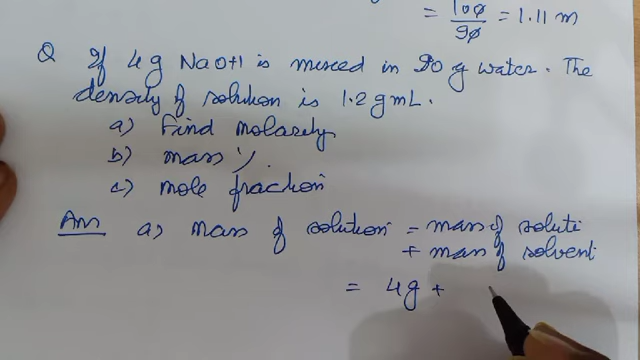 = 100/90 = 1.11 m
Q If 4g NaOH is mixed in 90 g water. The
density of solution is 1.2 g mL.
a) Find molarity
b) mass %
c) mole fraction
Ans a) mass of solution = mass of solute
+ mass of solvent
= 4g +